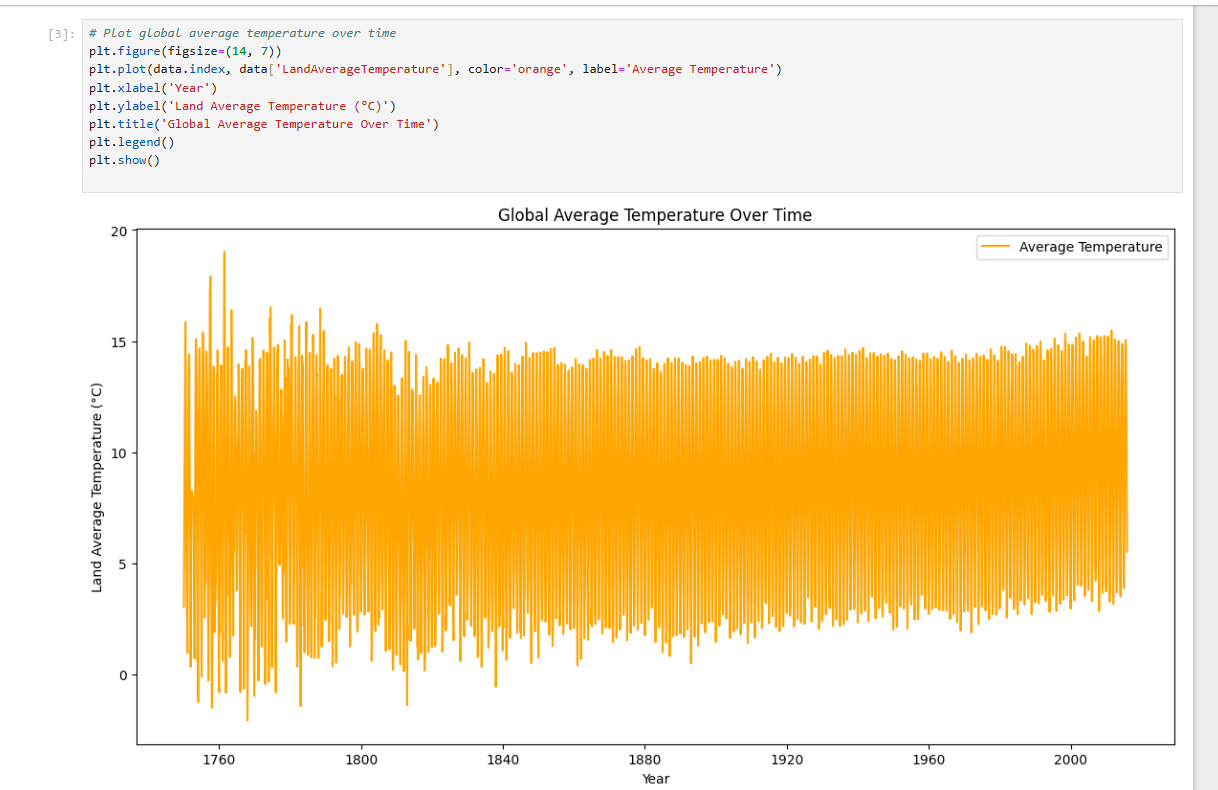 [3]: # Plot global average temperature over time
plt.figure(figsize=(14, 7))
plt.plot(data.index, data['LandAverageTemperature'], color='orange', label='Average Temperature')
plt.xlabel('Year')
plt.ylabel('Land Average Temperature (°C)')
plt.title('Global Average Temperature Over Time')
plt.legend()
plt.show()
Global Average Temperature Over Time
Average Temperature
Land Average Temperature (°C)
20
15
10
5
0
1760 1800 1840 1880 1920 1960 2000
Year